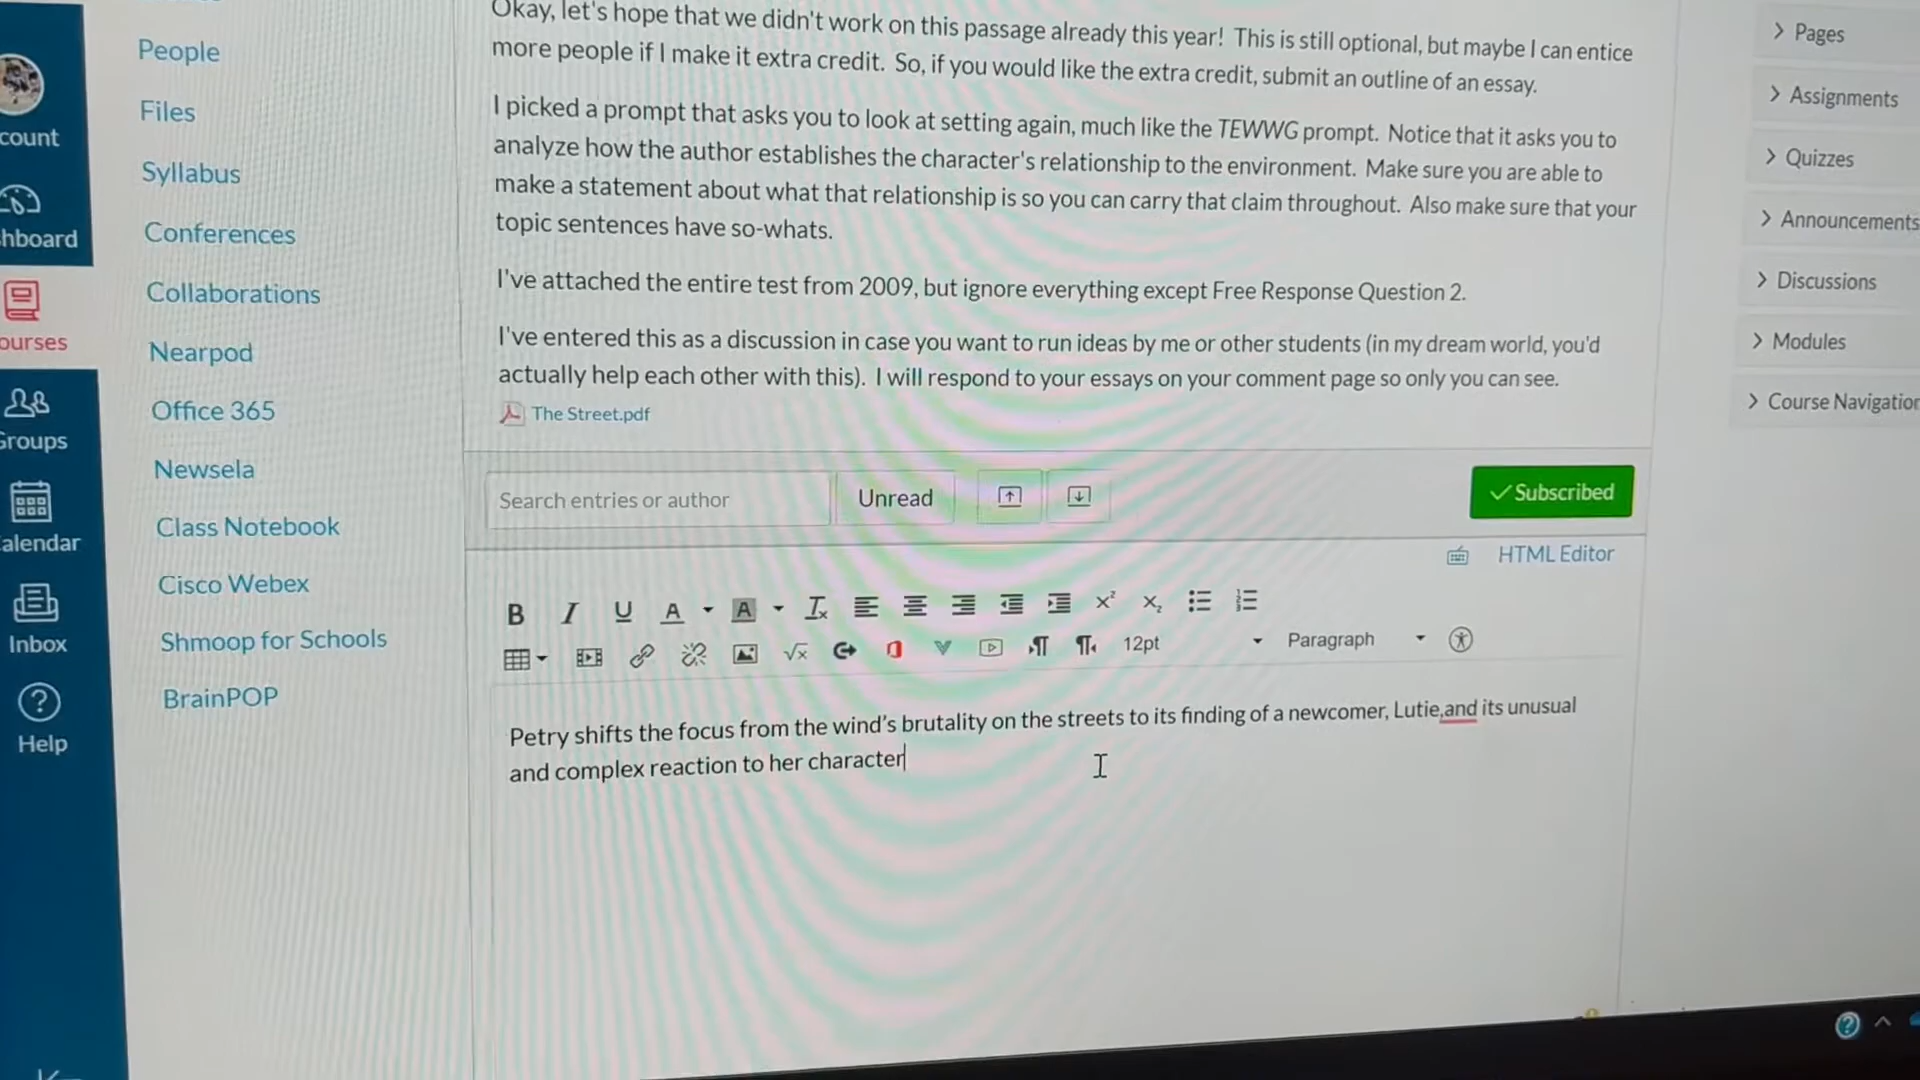 count
hboard
ourses
Groups
alendar
Inbox
Help
People
Files
Syllabus
Conferences
Collaborations
Nearpod
Office 365
Newsela
Class Notebook
Cisco Webex
Shmoop for Schools
BrainPOP
Okay, let's hope that we didn't work on this passage already this year! This is still optional, but maybe I can entice
more people if I make it extra credit. So, if you would like the extra credit, submit an outline of an essay.
I picked a prompt that asks you to look at setting again, much like the TEWWG prompt. Notice that it asks you to
analyze how the author establishes the character's relationship to the environment. Make sure you are able to
make a statement about what that relationship is so you can carry that claim throughout. Also make sure that your
topic sentences have so-whats.
I've attached the entire test from 2009, but ignore everything except Free Response Question 2.
I've entered this as a discussion in case you want to run ideas by me or other students (in my dream world, you'd
actually help each other with this). I will respond to your essays on your comment page so only you can see.
The Street.pdf
Search entries or author
Unread
Subscribed
HTML Editor
12pt
Paragraph
Petry shifts the focus from the wind’s brutality on the streets to its finding of a newcomer, Lutie,and its unusual
and complex reaction to her character
Pages
Assignments
Quizzes
Announcements
Discussions
Modules
Course Navigation